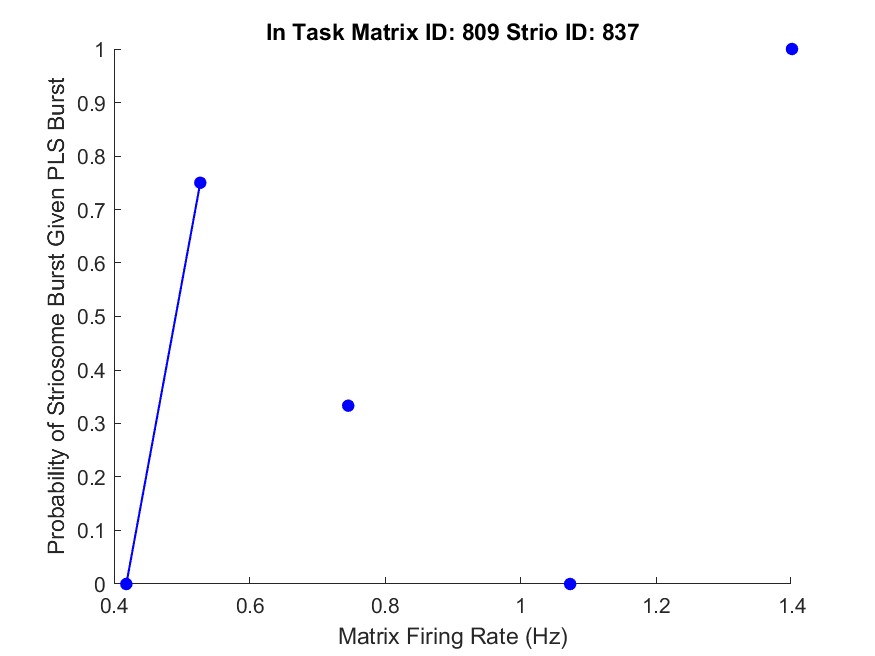 In Task Matrix ID: 809 Strio ID: 837
Probability of Striosome Burst Given PLS Burst
1
0.9
0.8
0.7
0.6
0.5
0.4
0.3
0.2
0.1
0
0.4 0.6 0.8 1 1.2 1.4
Matrix Firing Rate (Hz)